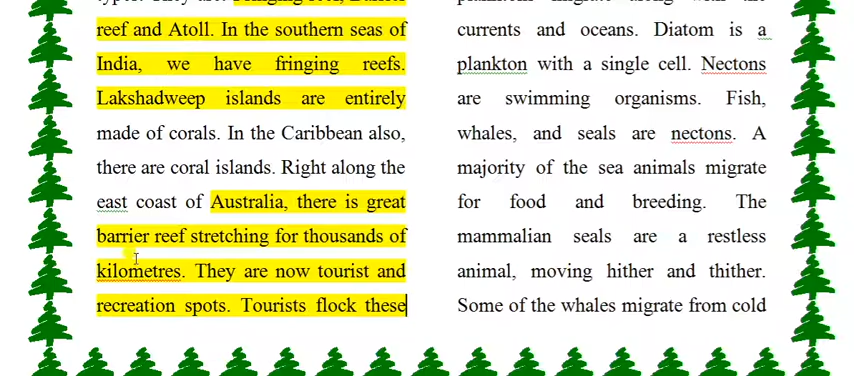 reef and Atoll. In the southern seas of
India, we have fringing reefs.
Lakshadweep islands are entirely
made of corals. In the Caribbean also,
there are coral islands. Right along the
east coast of Australia, there is great
barrier reef stretching for thousands of
kilometres. They are now tourist and
recreation spots. Tourists flock these
currents and oceans. Diatom is a
plankton with a single cell. Nectons
are swimming organisms. Fish,
whales, and seals are nectons. A
majority of the sea animals migrate
for food and breeding. The
mammalian seals are a restless
animal, moving hither and thither.
Some of the whales migrate from cold